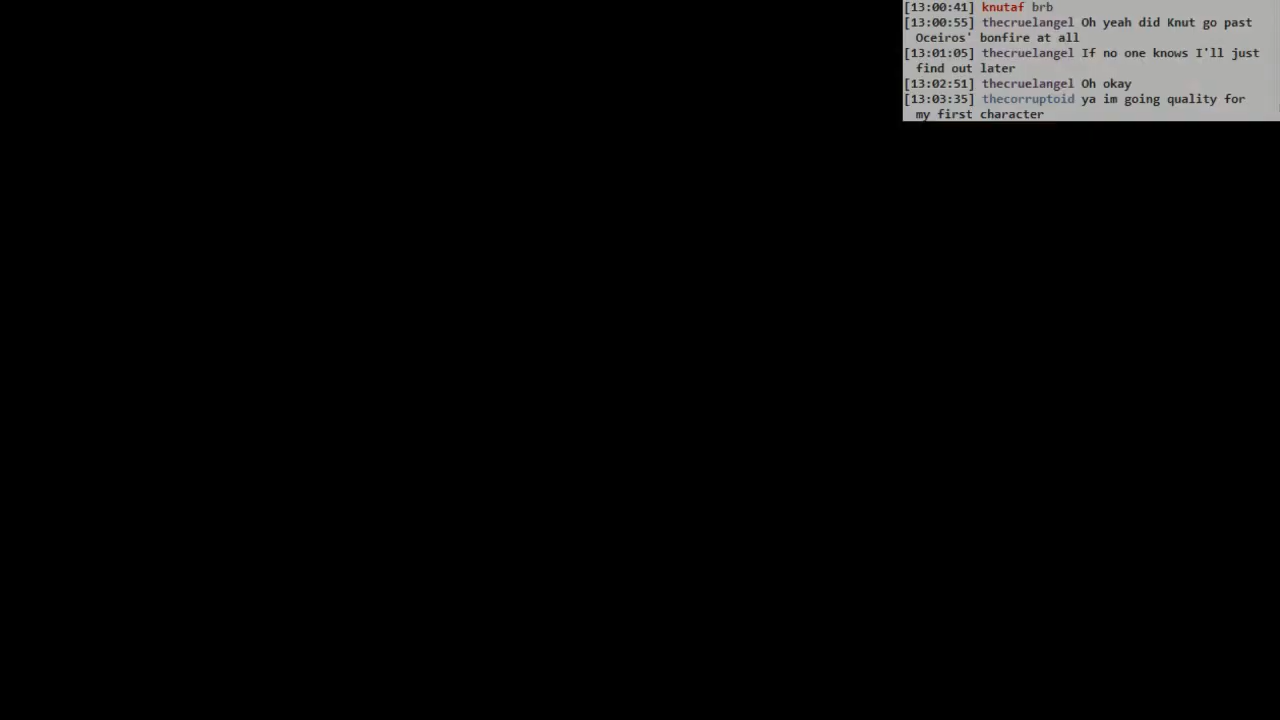 [13:00:41] knutaf brb
[13:00:55] thecruelangel Oh yeah did Knut go past
Oceiros' bonfire at all
[13:01:05] thecruelangel If no one knows I'll just
find out later
[13:02:51] thecruelangel Oh okay
[13:03:35] thecorruptoid ya im going quality for
my first character